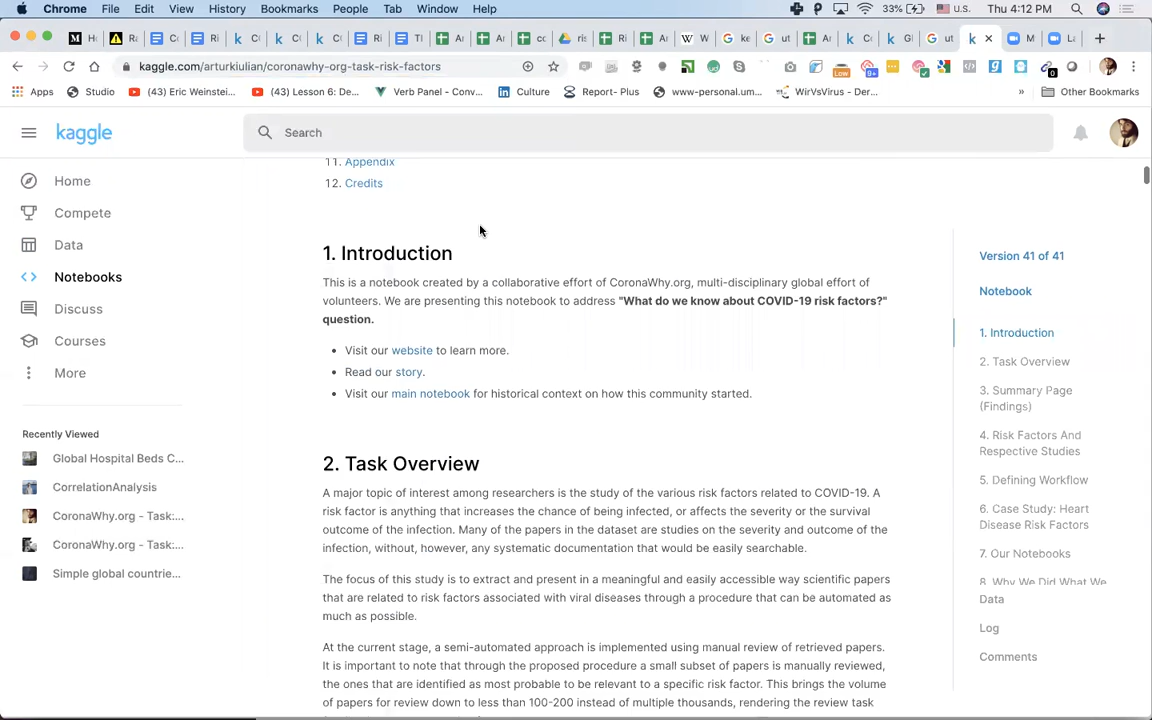 Chrome File Edit View History Bookmarks People Tab Window Help 33% U.S. Thu 4:12 PM
kaggle.com/arturkiulian/coronawhy-org-task-risk-factors
Apps Studio (43) Eric Weinstei... (43) Lesson 6: De... Verb Panel - Conv... Culture Report- Plus www-personal.um... WirVsVirus - Der... » Other Bookmarks
kaggle Search
Home
Compete
Data
Notebooks
Discuss
Courses
More
Recently Viewed
Global Hospital Beds C...
CorrelationAnalysis
CoronaWhy.org - Task:...
CoronaWhy.org - Task:...
Simple global countrie...
11. Appendix
12. Credits
1. Introduction
This is a notebook created by a collaborative effort of CoronaWhy.org, multi-disciplinary global effort of
volunteers. We are presenting this notebook to address "What do we know about COVID-19 risk factors?"
question.
• Visit our website to learn more.
• Read our story.
• Visit our main notebook for historical context on how this community started.
2. Task Overview
A major topic of interest among researchers is the study of the various risk factors related to COVID-19. A
risk factor is anything that increases the chance of being infected, or affects the severity or the survival
outcome of the infection. Many of the papers in the dataset are studies on the severity and outcome of the
infection, without, however, any systematic documentation that would be easily searchable.
The focus of this study is to extract and present in a meaningful and easily accessible way scientific papers
that are related to risk factors associated with viral diseases through a procedure that can be automated as
much as possible.
At the current stage, a semi-automated approach is implemented using manual review of retrieved papers.
It is important to note that through the proposed procedure a small subset of papers is manually reviewed,
the ones that are identified as most probable to be relevant to a specific risk factor. This brings the volume
of papers for review down to less than 100-200 instead of multiple thousands, rendering the review task
Version 41 of 41
Notebook
1. Introduction
2. Task Overview
3. Summary Page
(Findings)
4. Risk Factors And
Respective Studies
5. Defining Workflow
6. Case Study: Heart
Disease Risk Factors
7. Our Notebooks
8. Why We Did What We
Data
Log
Comments